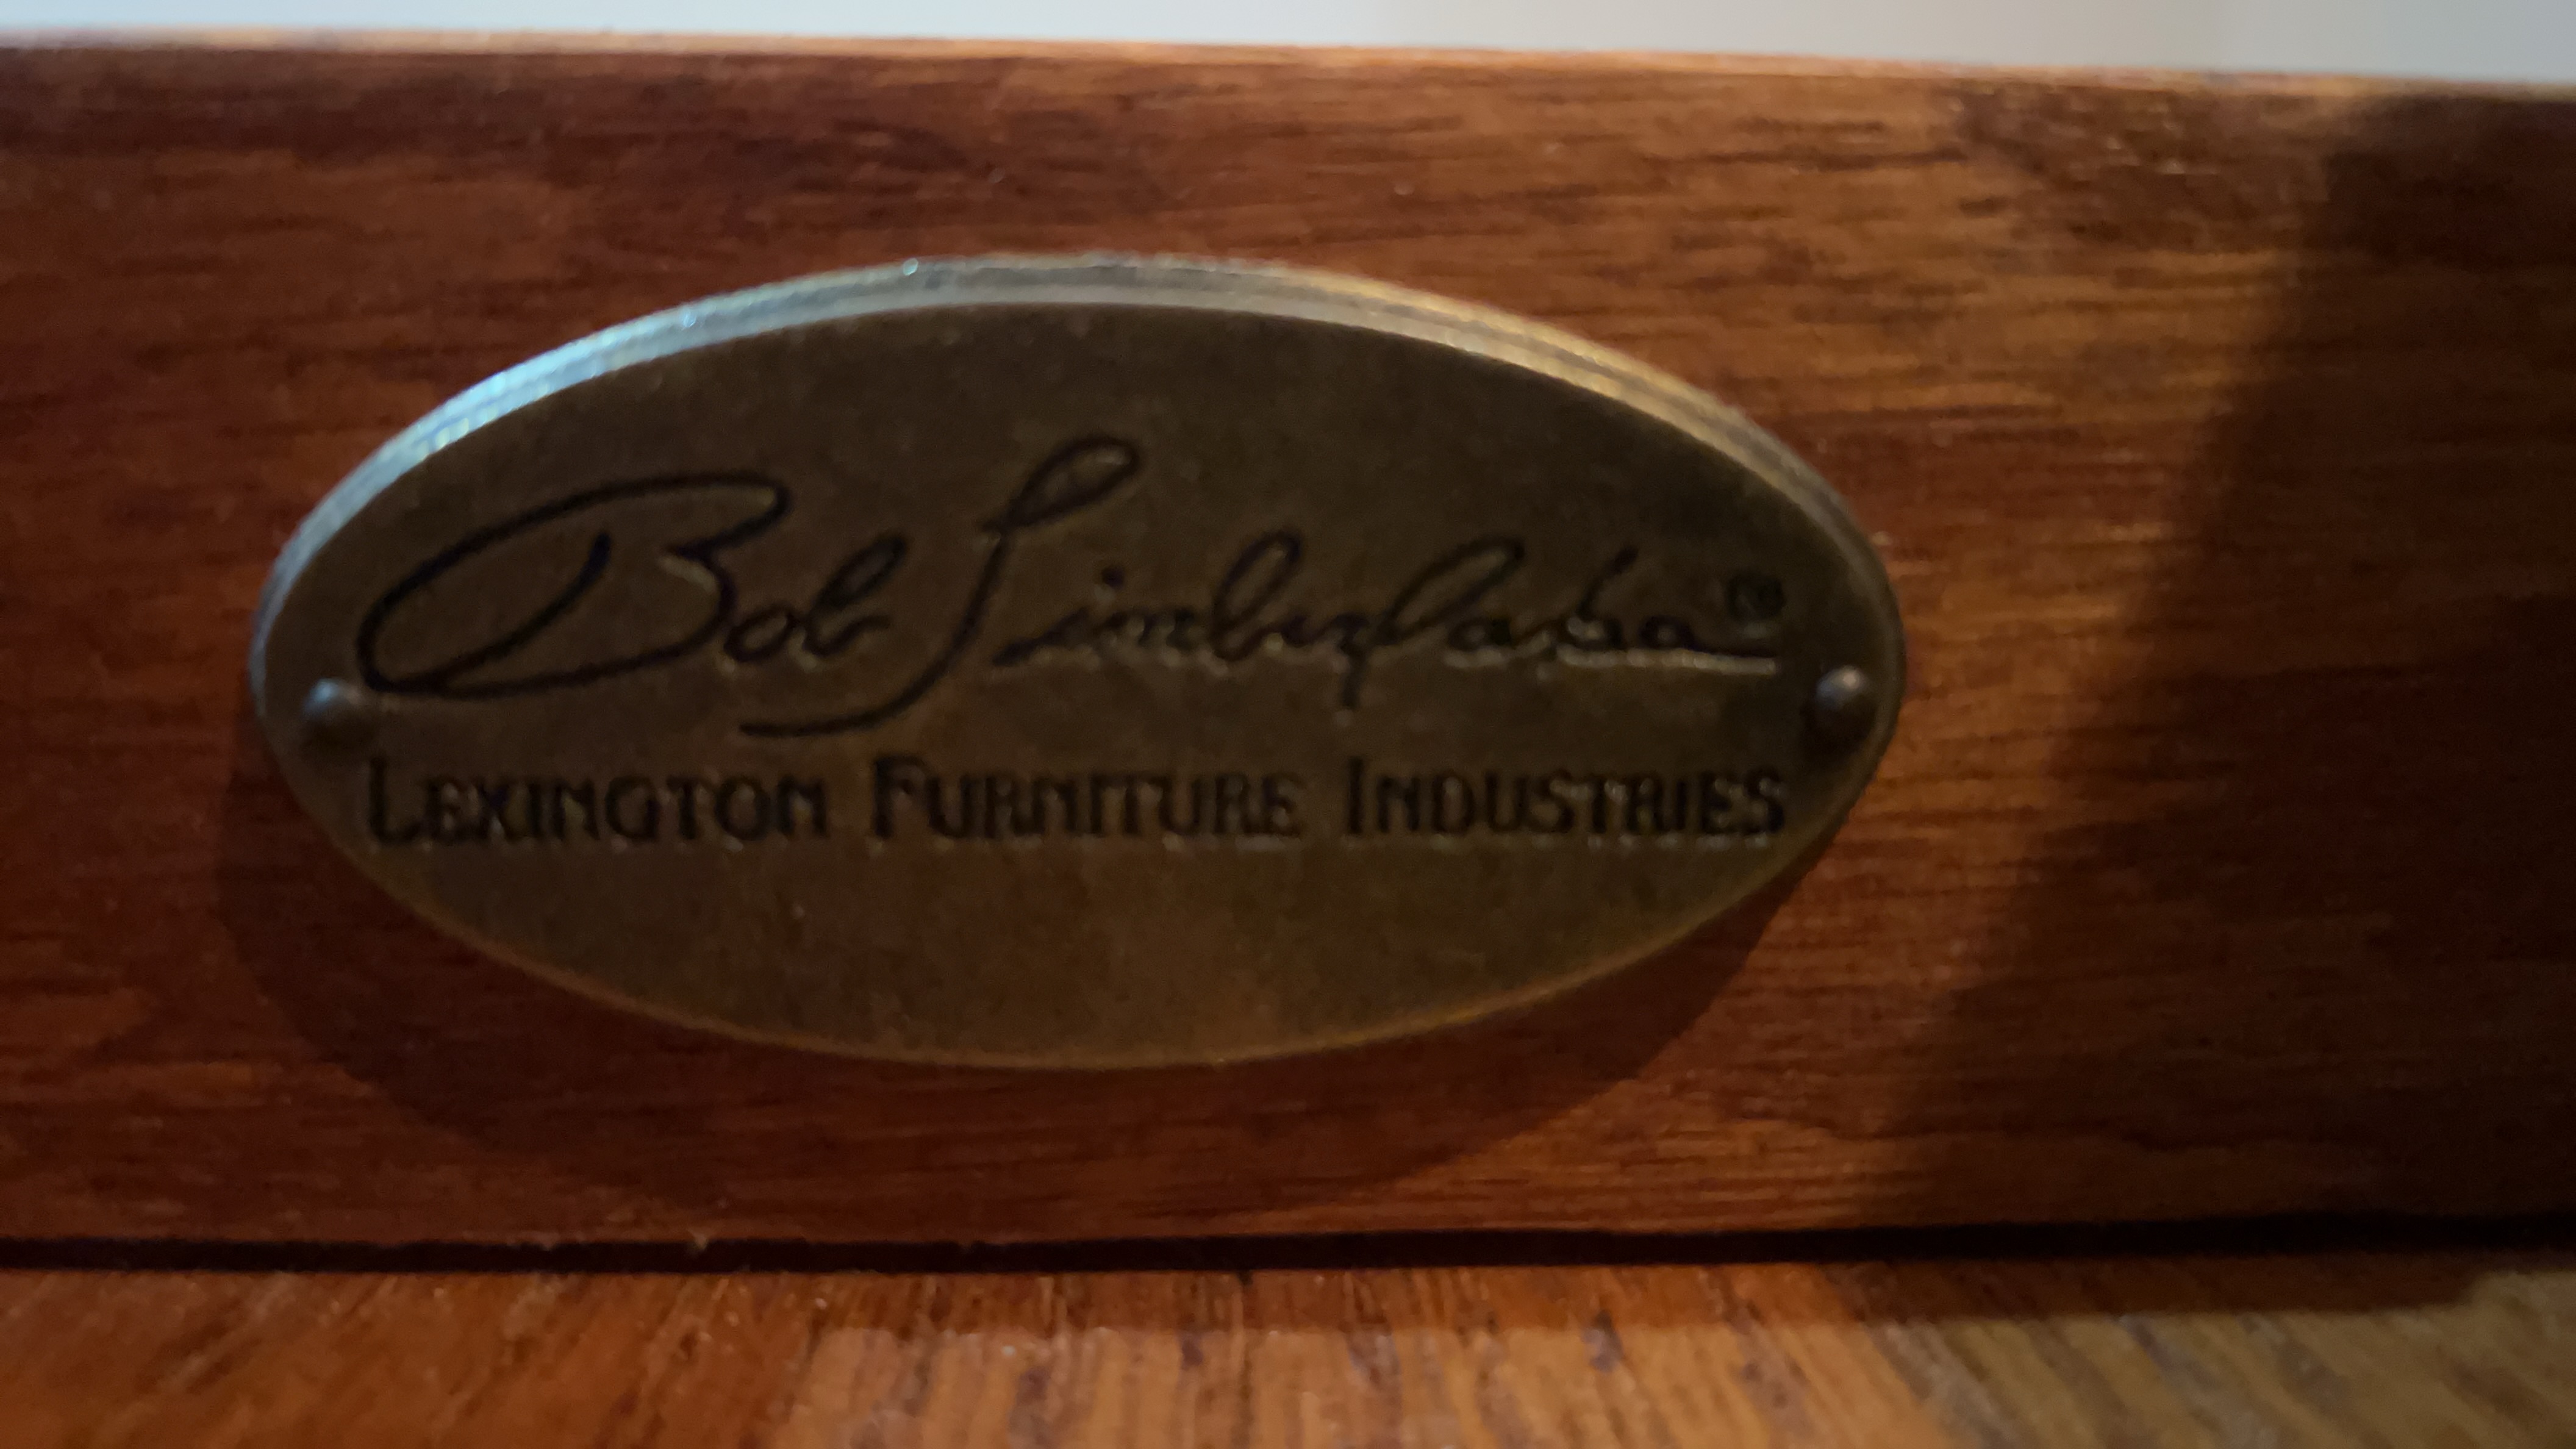 Bob Timberlake®
LEXINGTON FURNITURE INDUSTRIES